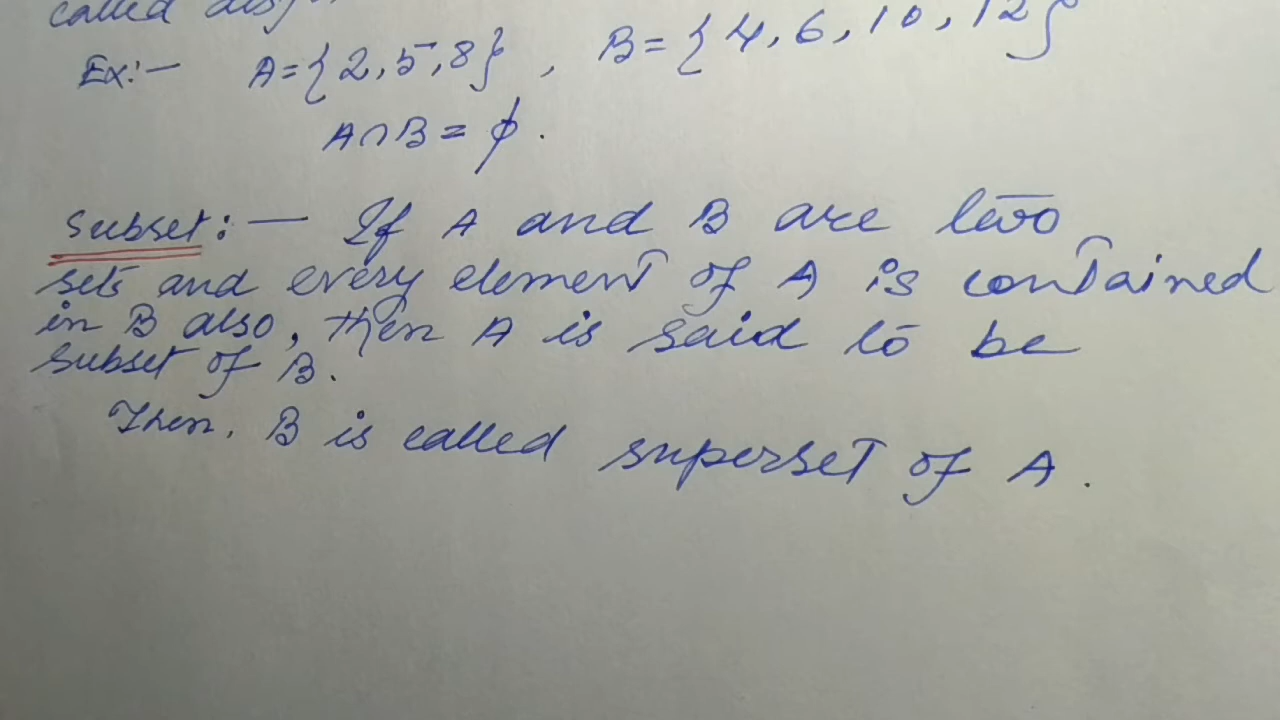 called
Ex:- A={2,5,8}, B={4,6,10,12}
A∩B=ϕ.
Subset:- If A and B are two
sets and every element of A is contained
in B also, then A is said to be
subset of B.
Then, B is called superset of A.